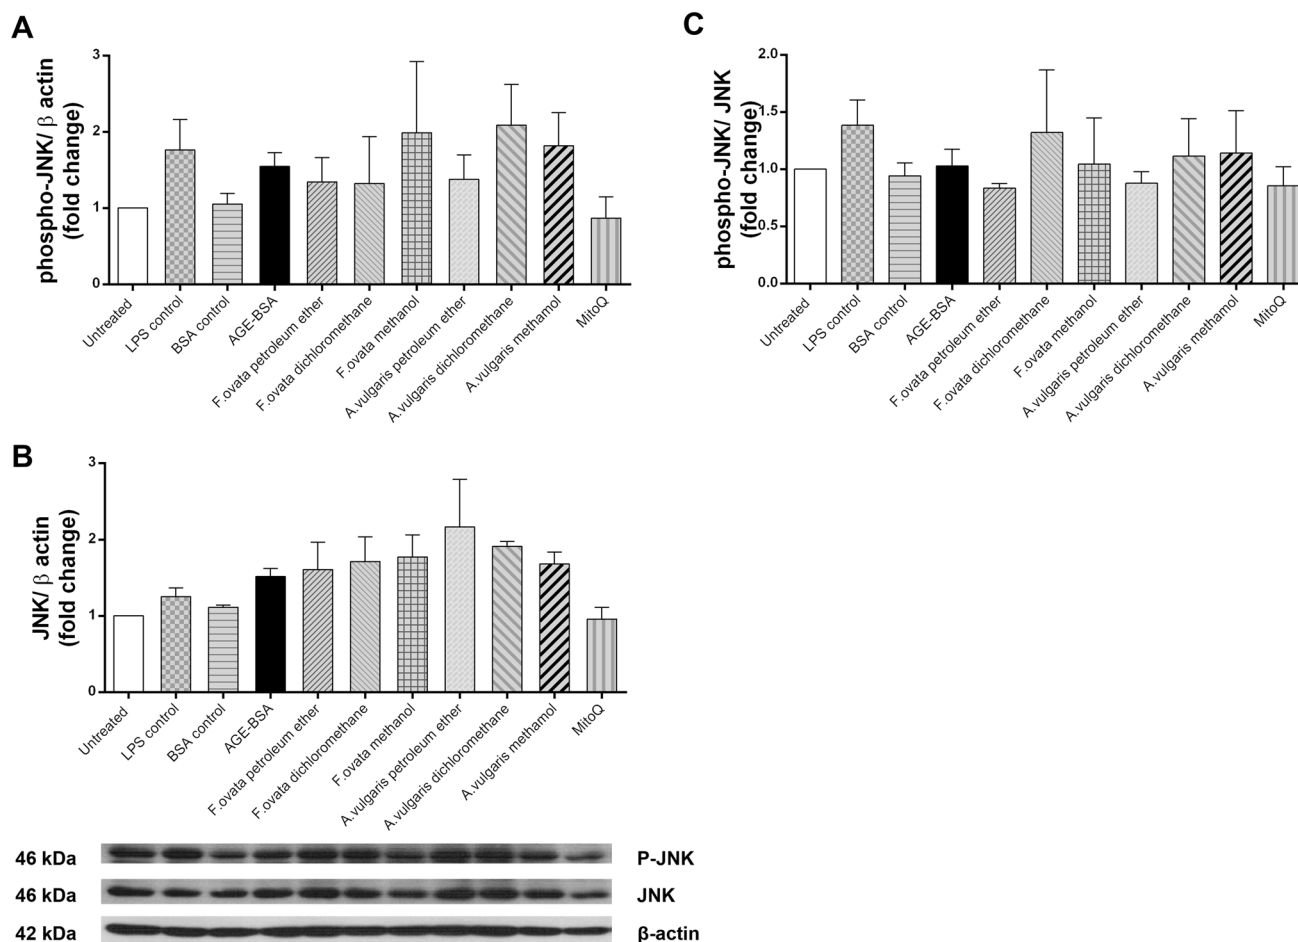 A
phospho-JNK/ β actin
(fold change)
3
2
1
0
Untreated
LPS control
BSA control
AGE-BSA
F.ovata petroleum ether
F.ovata dichloromethane
F.ovata methanol
A.vulgaris petroleum ether
A.vulgaris dichloromethane
A.vulgaris methamol
MitoQ
C
phospho-JNK/ JNK
(fold change)
2.0
1.5
1.0
0.5
0.0
Untreated
LPS control
BSA control
AGE-BSA
F.ovata petroleum ether
F.ovata dichloromethane
F.ovata methanol
A.vulgaris petroleum ether
A.vulgaris dichloromethane
A.vulgaris methamol
MitoQ
B
JNK/ β actin
(fold change)
3
2
1
0
Untreated
LPS control
BSA control
AGE-BSA
F.ovata petroleum ether
F.ovata dichloromethane
F.ovata methanol
A.vulgaris petroleum ether
A.vulgaris dichloromethane
A.vulgaris methamol
MitoQ
46 kDa P-JNK
46 kDa JNK
42 kDa β-actin